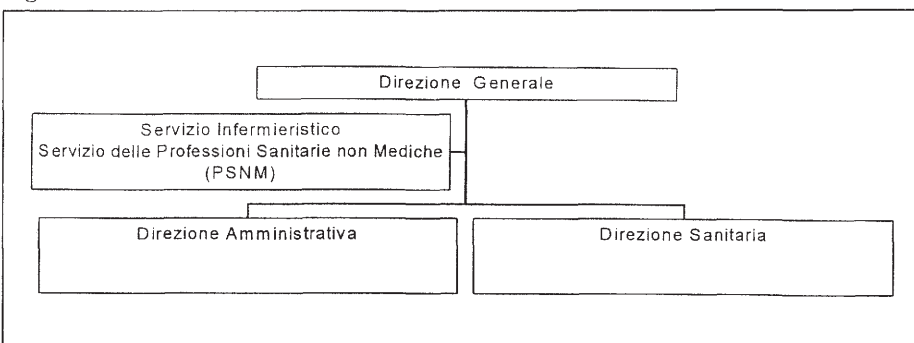 Direzione Generale
Servizio Infermieristico
Servizio delle Professioni Sanitarie non Mediche
(PSNM)
Direzione Amministrativa
Direzione Sanitaria